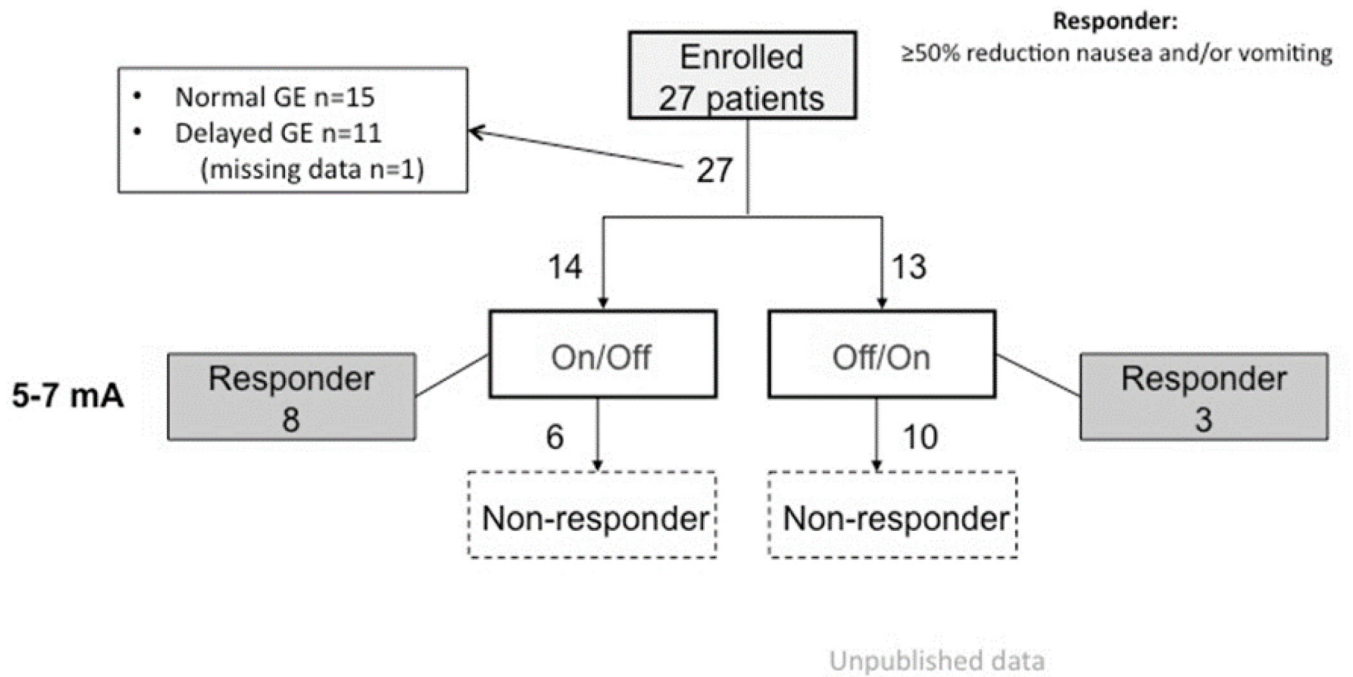 Responder:
≥50% reduction nausea and/or vomiting
Enrolled
27 patients
• Normal GE n=15
• Delayed GE n=11
(missing data n=1)
27
14
13
On/Off
Off/On
5-7 mA
Responder
8
Responder
3
6
10
Non-responder
Non-responder
Unpublished data